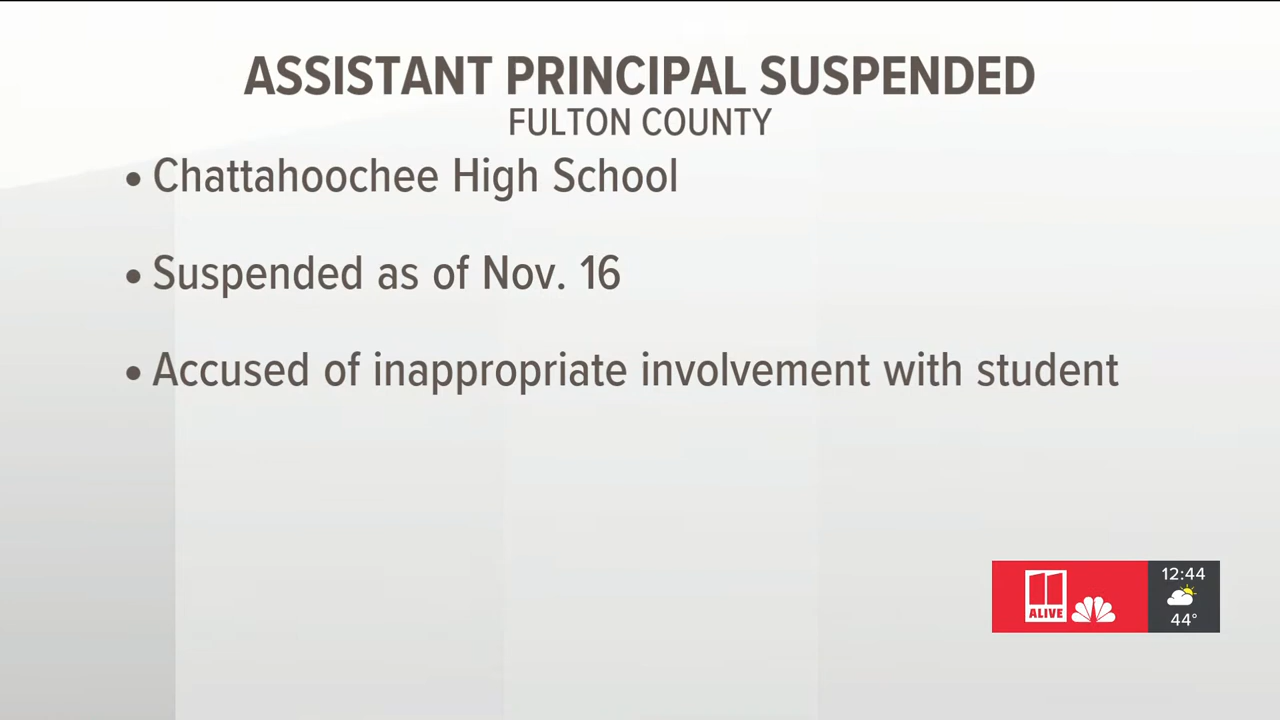 ASSISTANT PRINCIPAL SUSPENDED
FULTON COUNTY
• Chattahoochee High School
• Suspended as of Nov. 16
• Accused of inappropriate involvement with student
11
ALIVE
12:44
44°